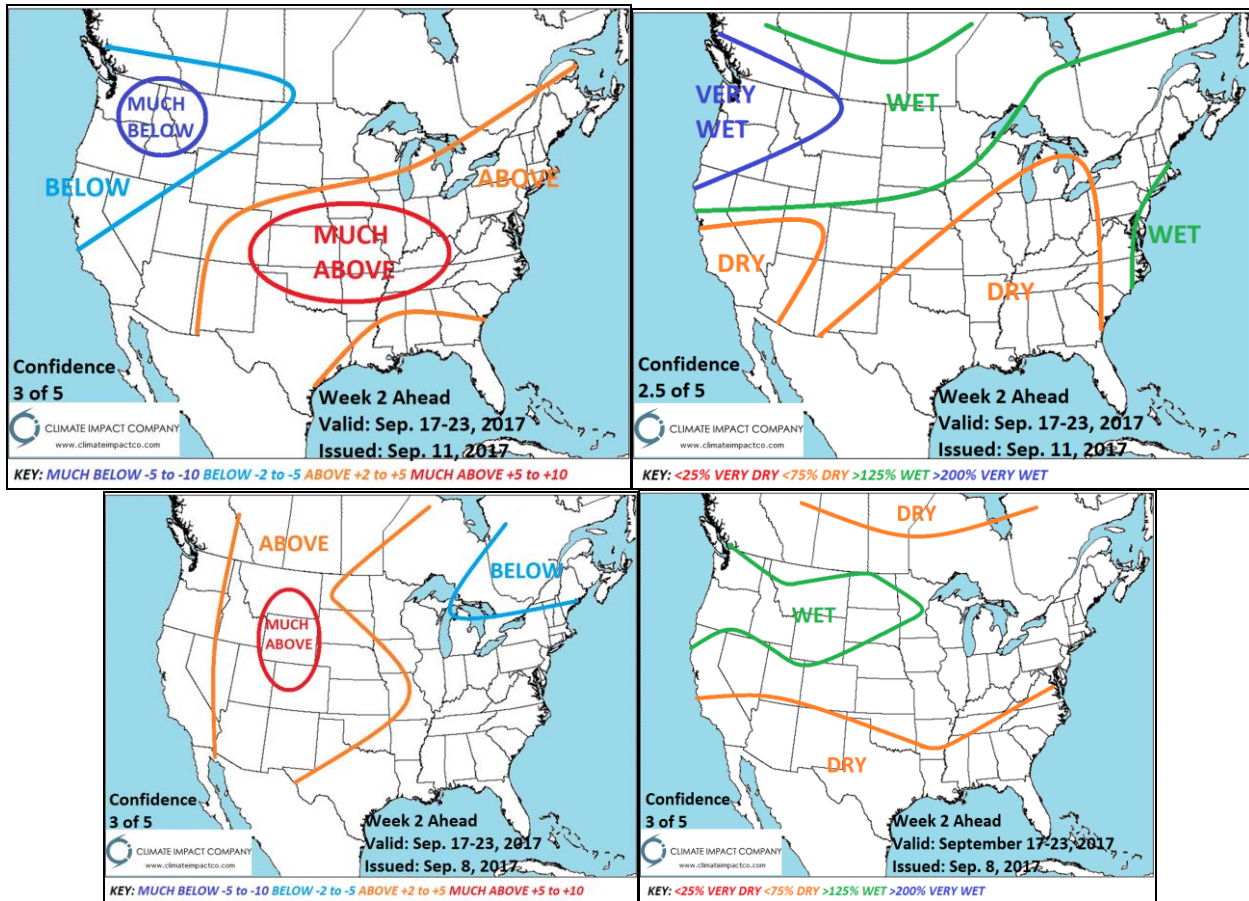 MUCH
BELOW
BELOW
ABOVE
MUCH
ABOVE
Confidence
3 of 5
CLIMATE IMPACT COMPANY
www.climateimpactco.com
Week 2 Ahead
Valid: Sep. 17-23, 2017
Issued: Sep. 11, 2017
KEY: MUCH BELOW -5 to -10 BELOW -2 to -5 ABOVE +2 to +5 MUCH ABOVE +5 to +10
VERY
WET
WET
WET
DRY
DRY
Confidence
2.5 of 5
CLIMATE IMPACT COMPANY
www.climateimpactco.com
Week 2 Ahead
Valid: Sep. 17-23, 2017
Issued: Sep. 11, 2017
KEY: <25% VERY DRY <75% DRY >125% WET >200% VERY WET
ABOVE
BELOW
MUCH
ABOVE
Confidence
3 of 5
CLIMATE IMPACT COMPANY
www.climateimpactco.com
Week 2 Ahead
Valid: Sep. 17-23, 2017
Issued: Sep. 8, 2017
KEY: MUCH BELOW -5 to -10 BELOW -2 to -5 ABOVE +2 to +5 MUCH ABOVE +5 to +10
DRY
WET
DRY
Confidence
3 of 5
CLIMATE IMPACT COMPANY
www.climateimpactco.com
Week 2 Ahead
Valid: September 17-23, 2017
Issued: Sep. 8, 2017
KEY: <25% VERY DRY <75% DRY >125% WET >200% VERY WET